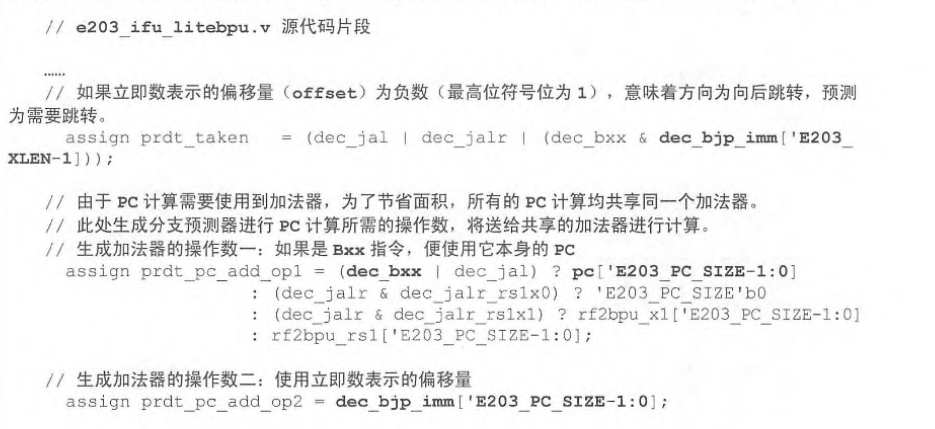 // e203_ifu_litebpu.v 源代码片段
……
// 如果立即数表示的偏移量（offset）为负数（最高位符号位为 1），意味着方向为向后跳转，预测
为需要跳转。
assign prdt_taken   = (dec_jal | dec_jalr | (dec_bxx & dec_bjp_imm['E203_
XLEN-1]));
// 由于 PC 计算需要使用到加法器，为了节省面积，所有的 PC 计算均共享同一个加法器。
// 此处生成分支预测器进行 PC 计算所需的操作数，将送给共享的加法器进行计算。
// 生成加法器的操作数一：如果是 Bxx 指令，便使用它本身的 PC
assign prdt_pc_add_op1 = (dec_bxx | dec_jal) ? pc['E203_PC_SIZE-1:0]
: (dec_jalr & dec_jalr_rs1x0) ? 'E203_PC_SIZE'b0
: (dec_jalr & dec_jalr_rs1x1) ? rf2bpu_x1['E203_PC_SIZE-1:0]
: rf2bpu_rs1['E203_PC_SIZE-1:0];
// 生成加法器的操作数二：使用立即数表示的偏移量
assign prdt_pc_add_op2 = dec_bjp_imm['E203_PC_SIZE-1:0];